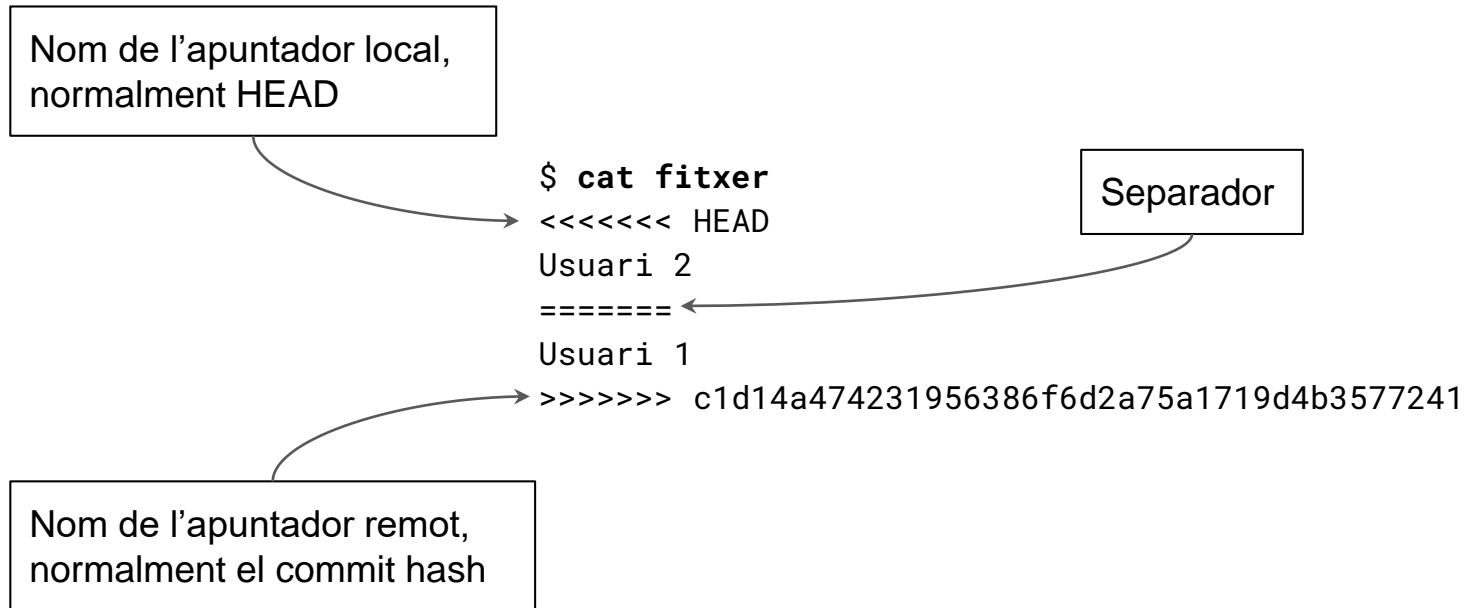 Nom de l’apuntador local,
normalment HEAD
$ cat fitxer
<<<<<<< HEAD
Usuari 2
=======
Usuari 1
>>>>>>> c1d14a474231956386f6d2a75a1719d4b3577241
Separador
Nom de l’apuntador remot,
normalment el commit hash